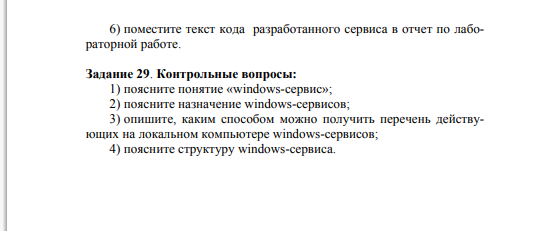 6) поместите текст кода разработанного сервиса в отчет по лабо-
раторной работе.
Задание 29. Контрольные вопросы:
1) поясните понятие «windows-сервис»;
2) поясните назначение windows-сервисов;
3) опишите, каким способом можно получить перечень действу-
ющих на локальном компьютере windows-сервисов;
4) поясните структуру windows-сервиса.